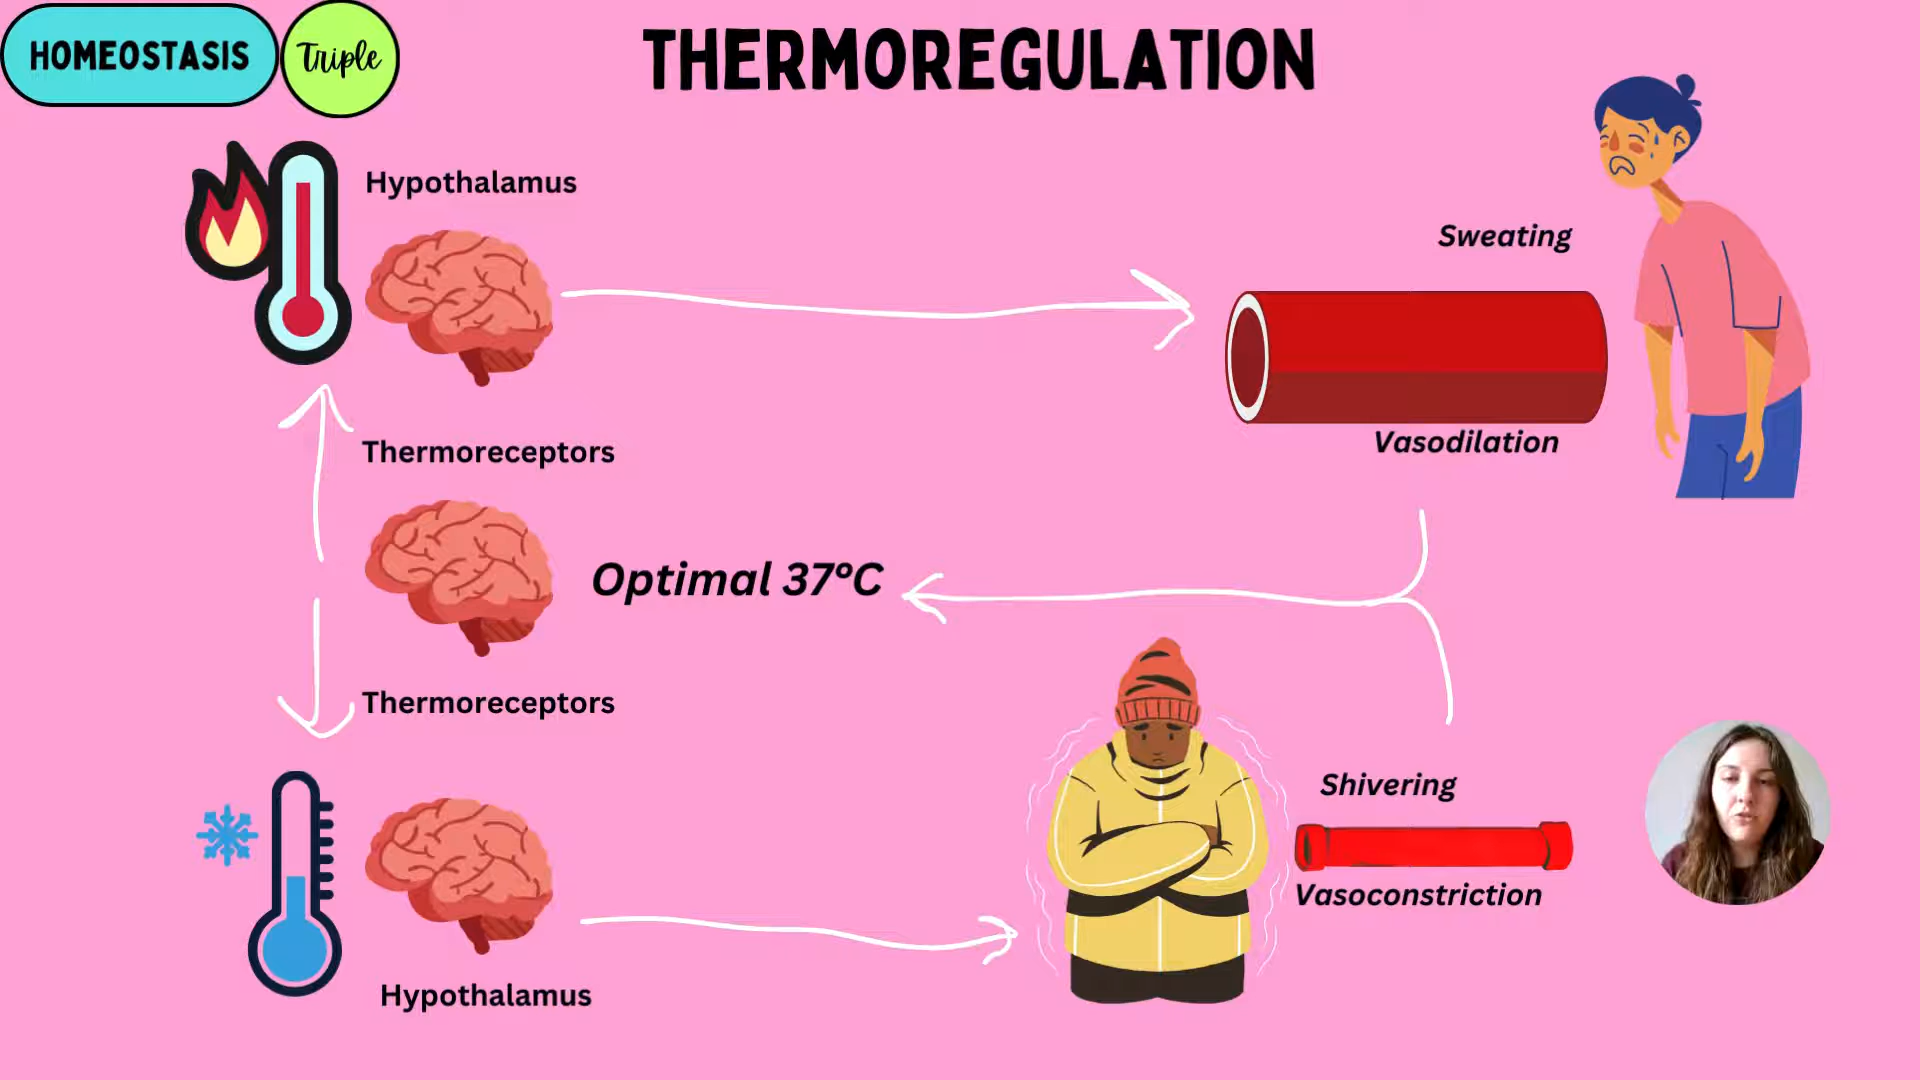 HOMEOSTASIS
Triple
THERMOREGULATION
Hypothalamus
Sweating
Vasodilation
Thermoreceptors
Optimal 37°C
Thermoreceptors
Shivering
Vasoconstriction
Hypothalamus